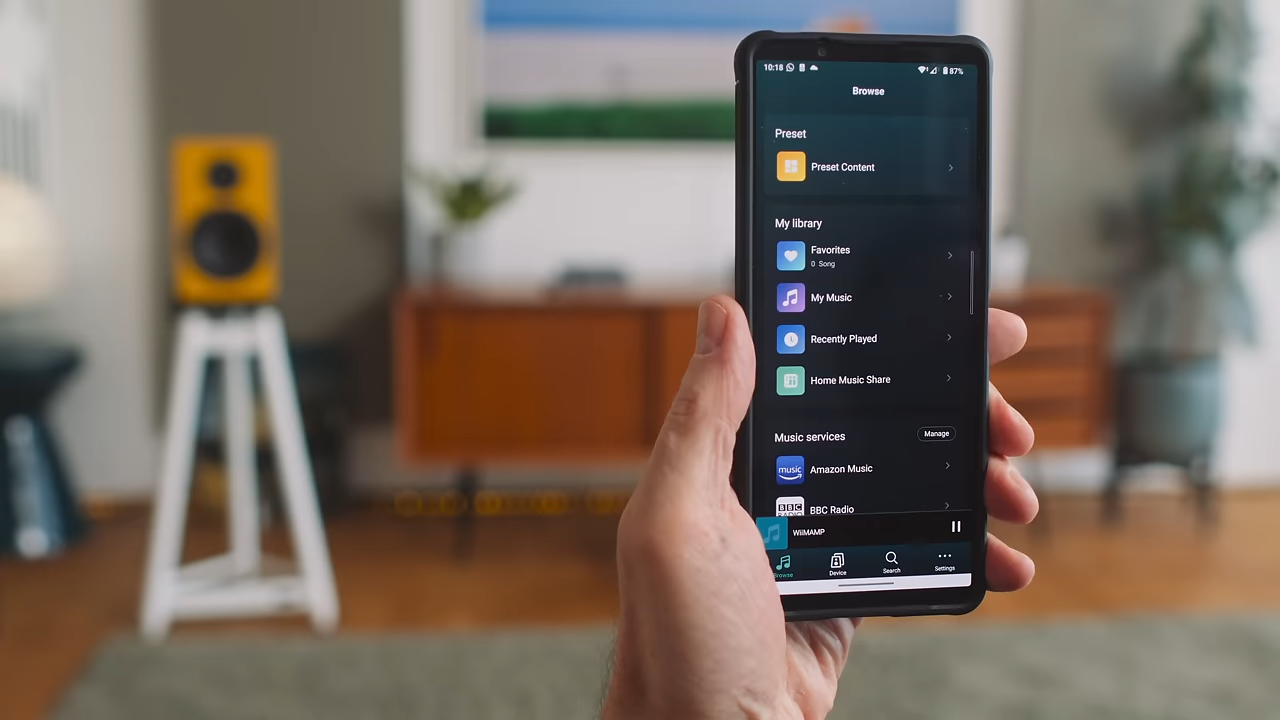 10:18
87%
Browse
Preset
Preset Content
My library
Favorites
0 Song
My Music
Recently Played
Home Music Share
Music services
Manage
music
Amazon Music
BBC
RADIO
BBC Radio
WiiMAMP
Browse
Device
Search
Settings